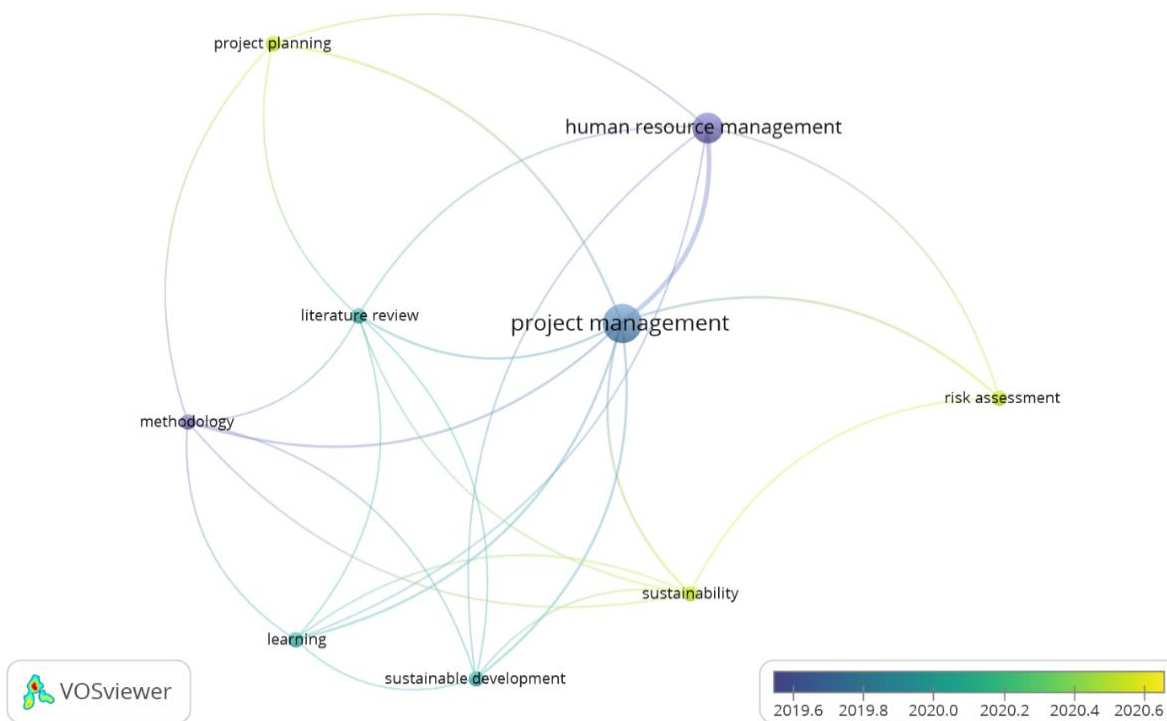 project planning
human resource management
literature review
project management
risk assessment
methodology
sustainability
learning
sustainable development
VOSviewer
2019.6 2019.8 2020.0 2020.2 2020.4 2020.6